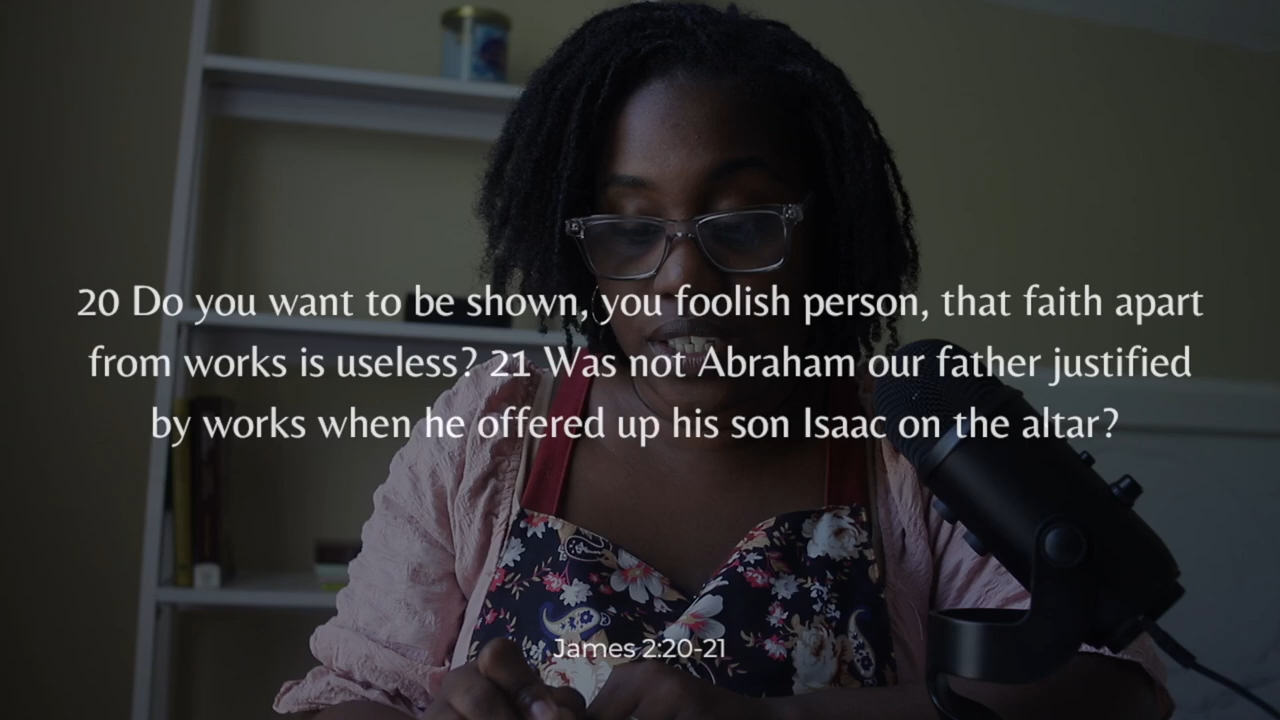 20 Do you want to be shown, you foolish person, that faith apart
from works is useless? 21 Was not Abraham our father justified
by works when he offered up his son Isaac on the altar?
James 2:20-21